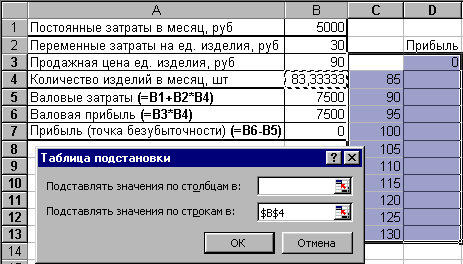 A B C D
1 Постоянные затраты в месяц, руб 5000
2 Переменные затраты на ед. изделия, руб 30 Прибыль
3 Продажная цена ед. изделия, руб 90 0
4 Количество изделий в месяц, шт 83,33333 85
5 Валовые затраты (=B1+B2*B4) 7500 90
6 Валовая прибыль (=B3*B4) 7500 95
7 Прибыль (точка безубыточности) (=B6-B5) 0 100
8 105
9 110
10 115
11 120
12 125
13 130
Таблица подстановки
Подставлять значения по столбцам в:
Подставлять значения по строкам в: $B$4
ОК Отмена